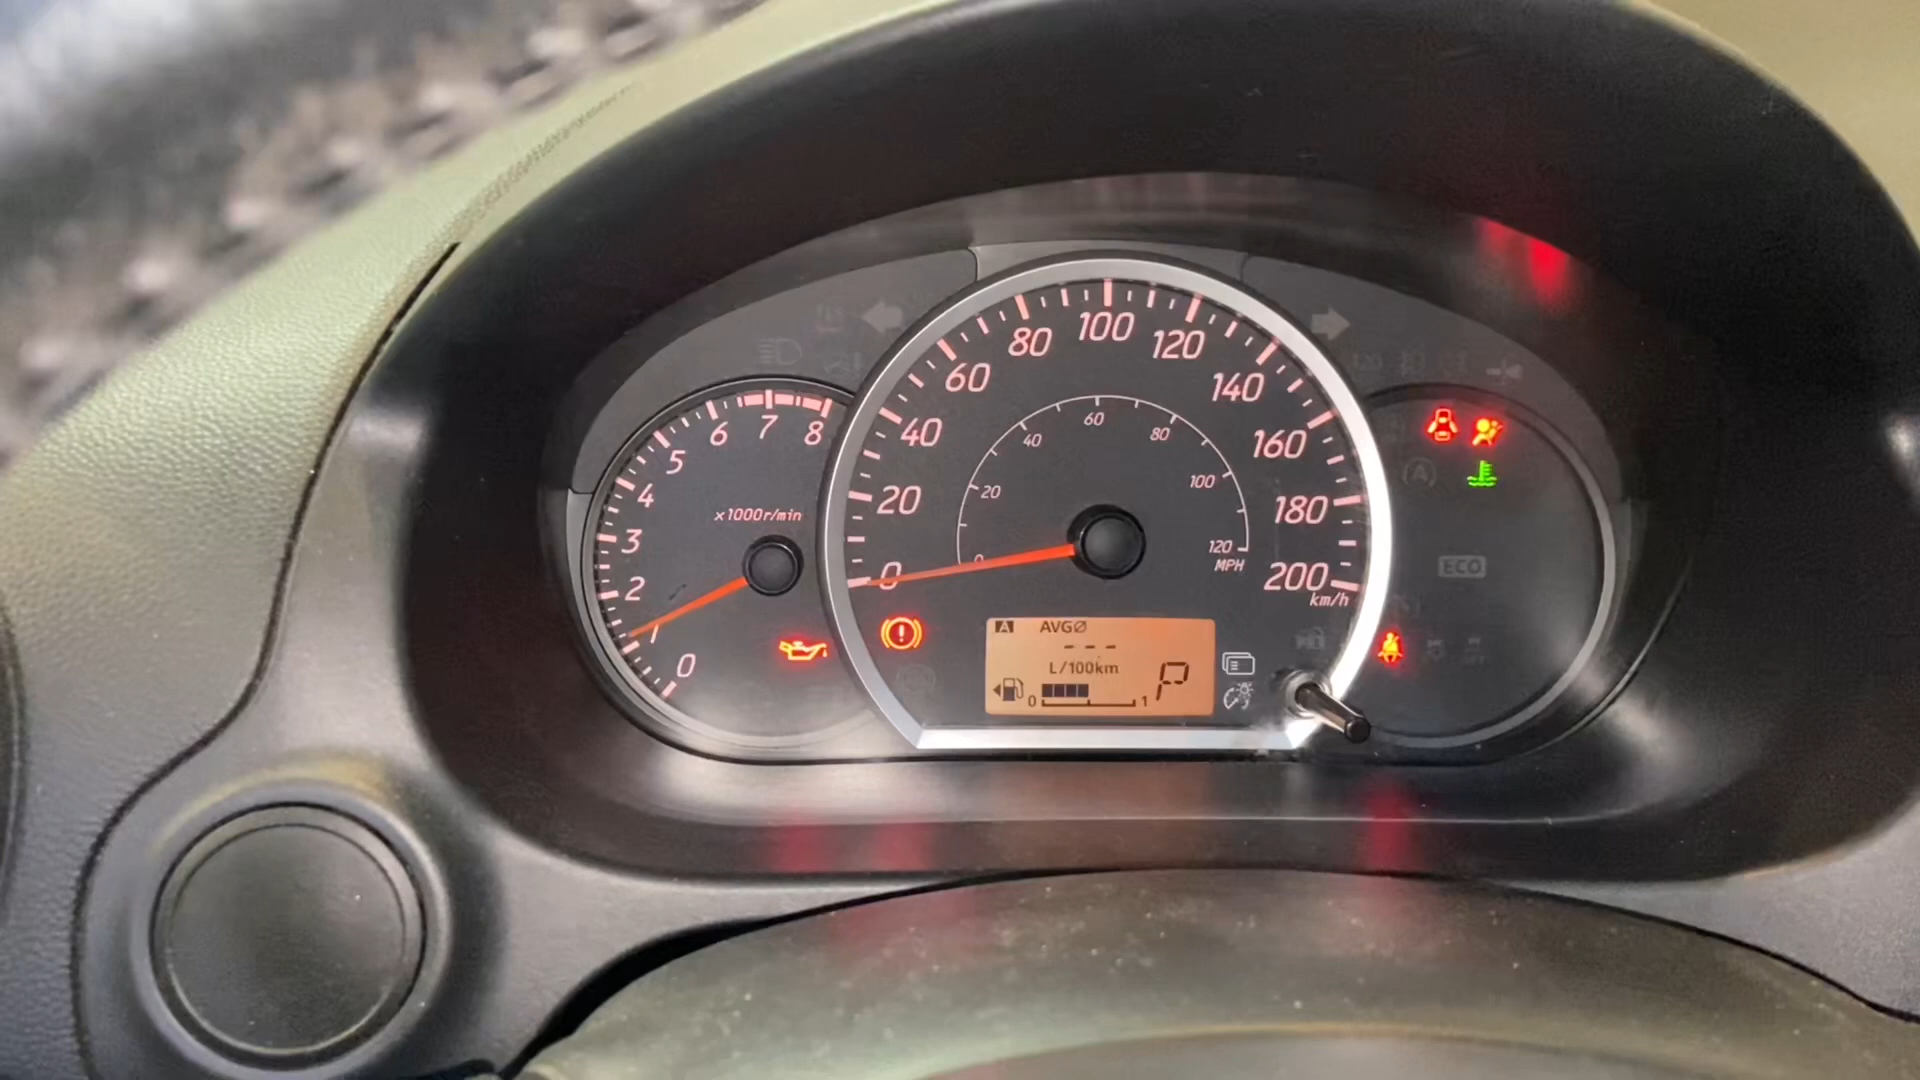 0 1 2 3 4 5 6 7 8
x1000r/min
0 20 40 60 80 100 120 140 160 180 200
km/h
0 20 40 60 80 100 120
MPH
A AVGØ
- - -
L/100km
0 1
P
(A)
ECO